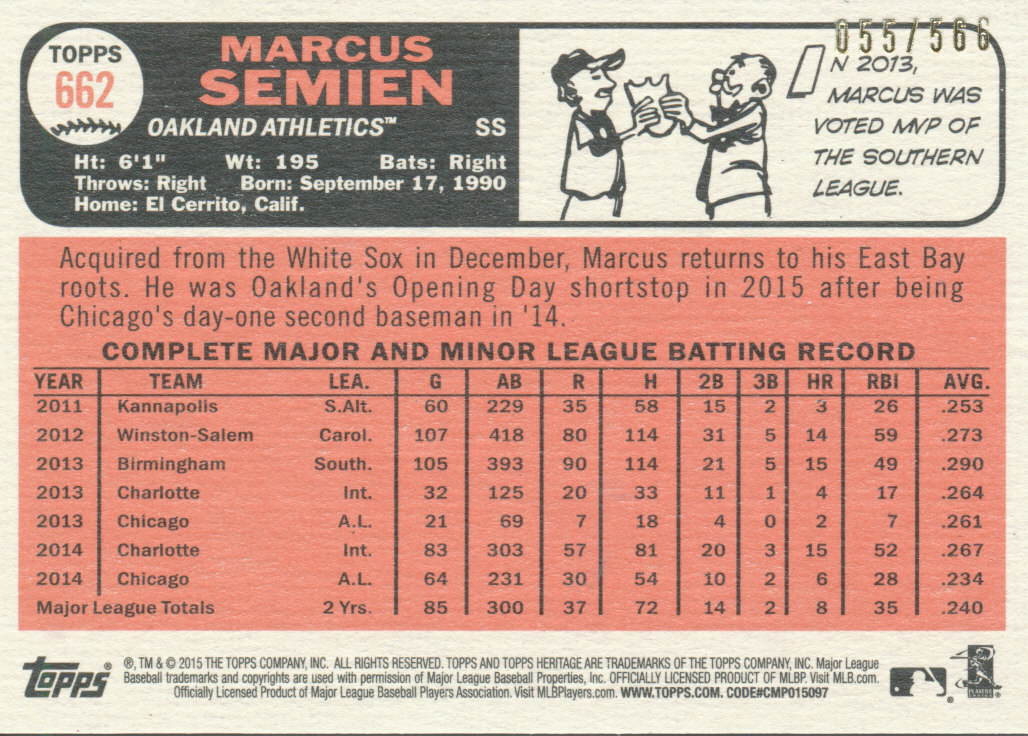 055/566
TOPPS
662
MARCUS
SEMIEN
OAKLAND ATHLETICS™ SS
Ht: 6'1" Wt: 195 Bats: Right
Throws: Right Born: September 17, 1990
Home: El Cerrito, Calif.
IN 2013,
MARCUS WAS
VOTED MVP OF
THE SOUTHERN
LEAGUE.
Acquired from the White Sox in December, Marcus returns to his East Bay
roots. He was Oakland's Opening Day shortstop in 2015 after being
Chicago's day-one second baseman in '14.
COMPLETE MAJOR AND MINOR LEAGUE BATTING RECORD
YEAR TEAM LEA. G AB R H 2B 3B HR RBI AVG.
2011 Kannapolis S.Alt. 60 229 35 58 15 2 3 26 .253
2012 Winston-Salem Carol. 107 418 80 114 31 5 14 59 .273
2013 Birmingham South. 105 393 90 114 21 5 15 49 .290
2013 Charlotte Int. 32 125 20 33 11 1 4 17 .264
2013 Chicago A.L. 21 69 7 18 4 0 2 7 .261
2014 Charlotte Int. 83 303 57 81 20 3 15 52 .267
2014 Chicago A.L. 64 231 30 54 10 2 6 28 .234
Major League Totals 2 Yrs. 85 300 37 72 14 2 8 35 .240
Topps®
®, TM & © 2015 THE TOPPS COMPANY, INC. ALL RIGHTS RESERVED. TOPPS AND TOPPS HERITAGE ARE TRADEMARKS OF THE TOPPS COMPANY, INC. Major League
Baseball trademarks and copyrights are used with permission of Major League Baseball Properties, Inc. OFFICIALLY LICENSED PRODUCT OF MLBP. Visit MLB.com.
Officially Licensed Product of Major League Baseball Players Association. Visit MLBPlayers.com. WWW.TOPPS.COM. CODE#CMP015097
PLAYERS